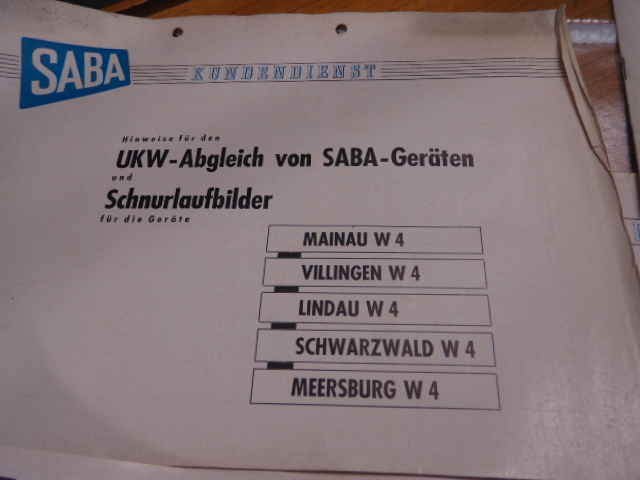 SABA
KUNDENDIENST
Hinweise für den
UKW-Abgleich von SABA-Geräten
und
Schnurlaufbilder
für die Geräte
MAINAU W 4
VILLINGEN W 4
LINDAU W 4
SCHWARZWALD W 4
MEERSBURG W 4